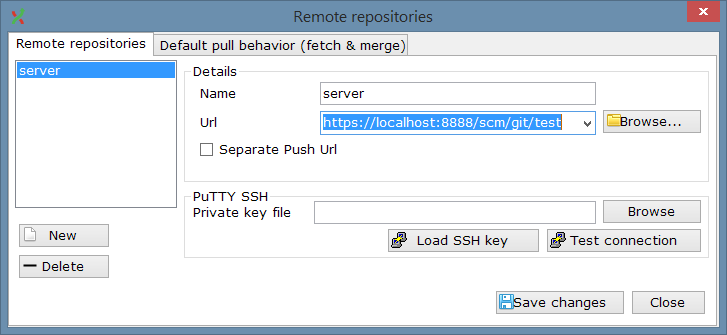 Remote repositories
Remote repositories
Default pull behavior (fetch & merge)
server
Details
Name
server
Url
https://localhost:8888/scm/git/test
Browse...
Separate Push Url
PuTTY SSH
Private key file
Browse
Load SSH key
Test connection
New
Delete
Save changes
Close